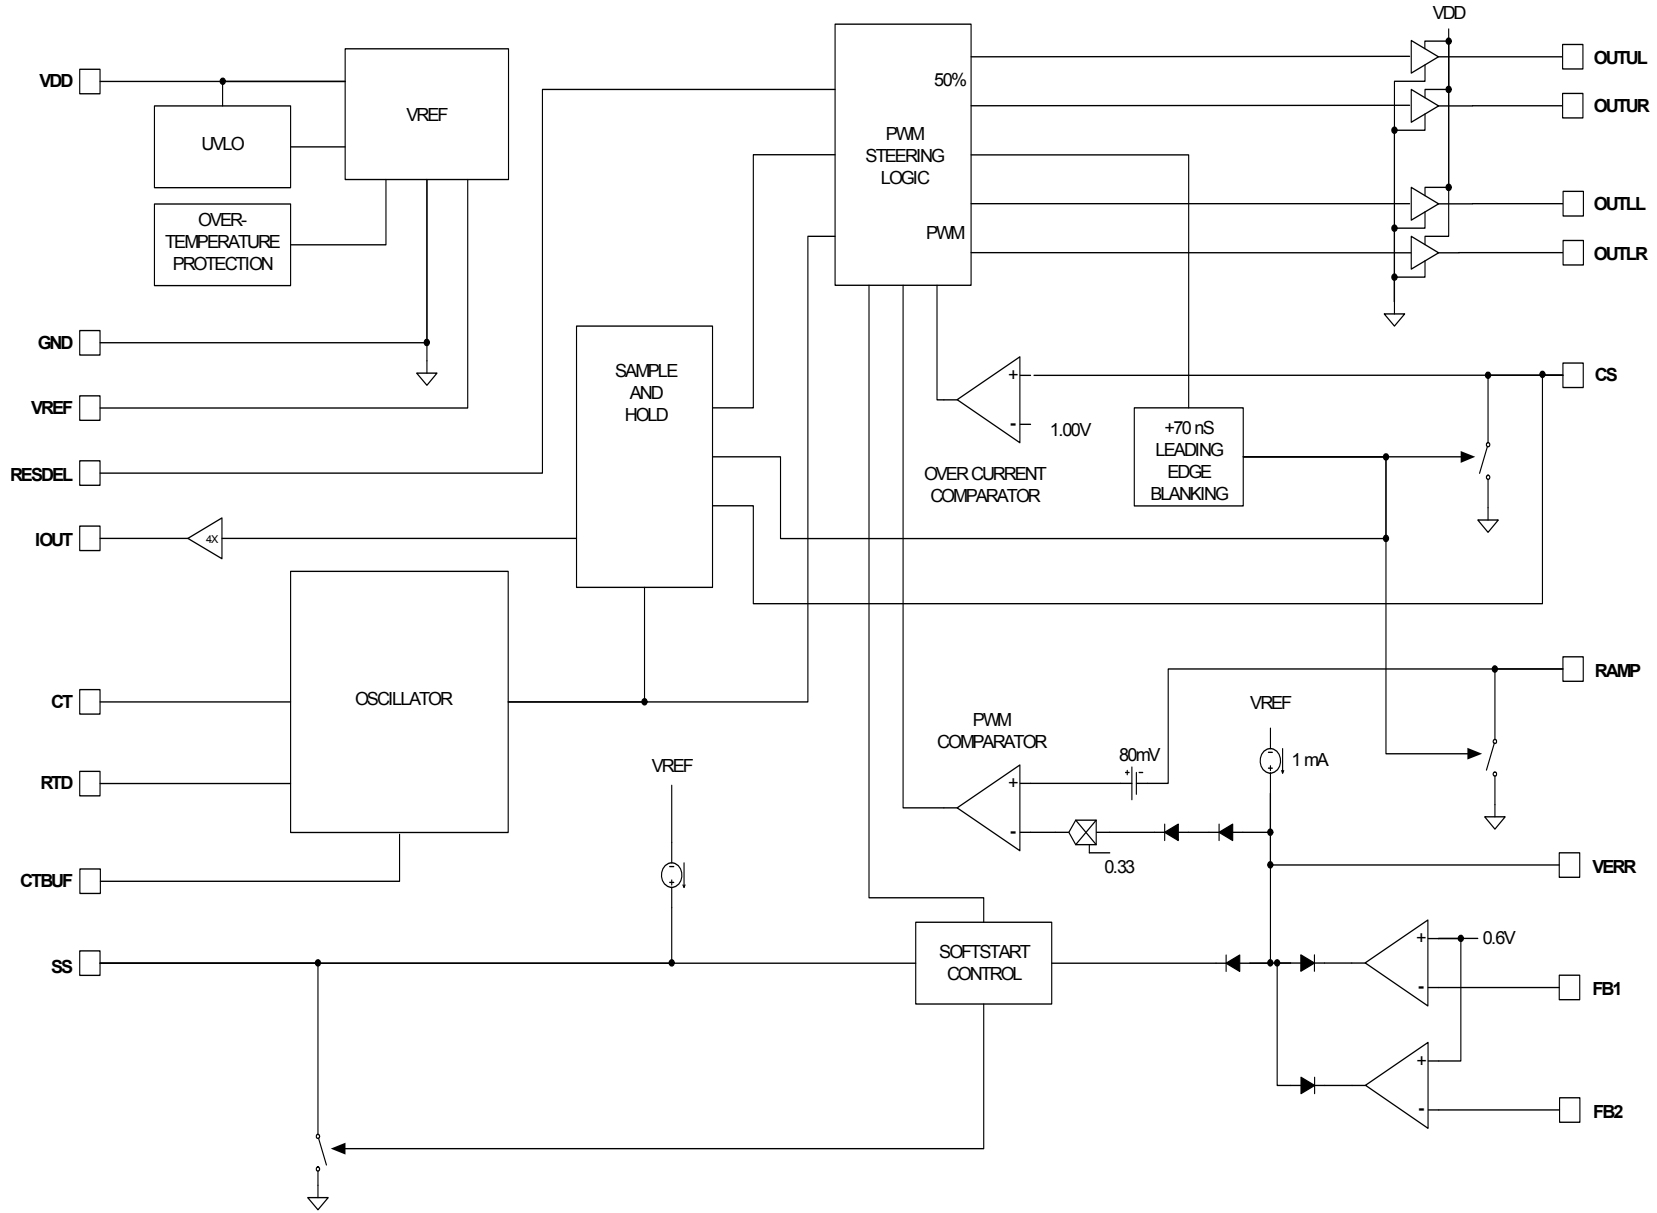 VDD
VDD
OUTUL
50%
VREF
OUTUR
PWM
STEERING
LOGIC
UVLO
OUTLL
OVER-
TEMPERATURE
PROTECTION
PWM
OUTLR
GND
SAMPLE
AND
HOLD
+
CS
VREF
-
1.00V
+70 nS
LEADING
EDGE
BLANKING
RESDEL
OVER CURRENT
COMPARATOR
IOUT
4X
RAMP
CT
OSCILLATOR
VREF
PWM
COMPARATOR
80mV
+
-
-
+
1 mA
RTD
VREF
+
-
0.33
VERR
CTBUF
-
+
SS
SOFTSTART
CONTROL
+
0.6V
-
FB1
+
-
FB2